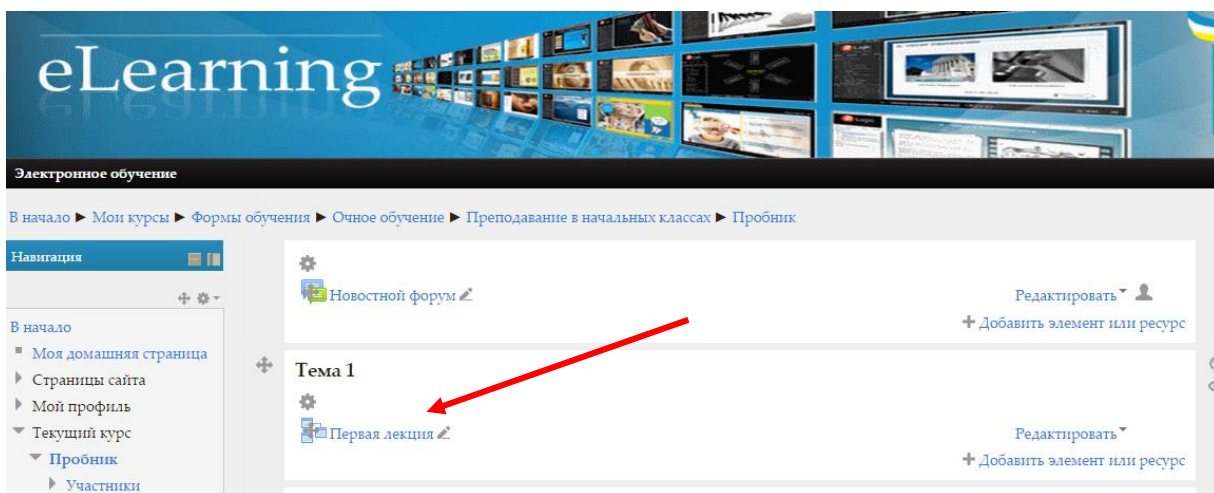 eLearning
Электронное обучение
В начало ► Мои курсы ► Формы обучения ► Очное обучение ► Преподавание в начальных классах ► Пробник
Навигация
В начало
Моя домашняя страница
Страницы сайта
Мой профиль
Текущий курс
Пробник
Участники
Новостной форум
Редактировать
Добавить элемент или ресурс
Тема 1
Первая лекция
Редактировать
Добавить элемент или ресурс